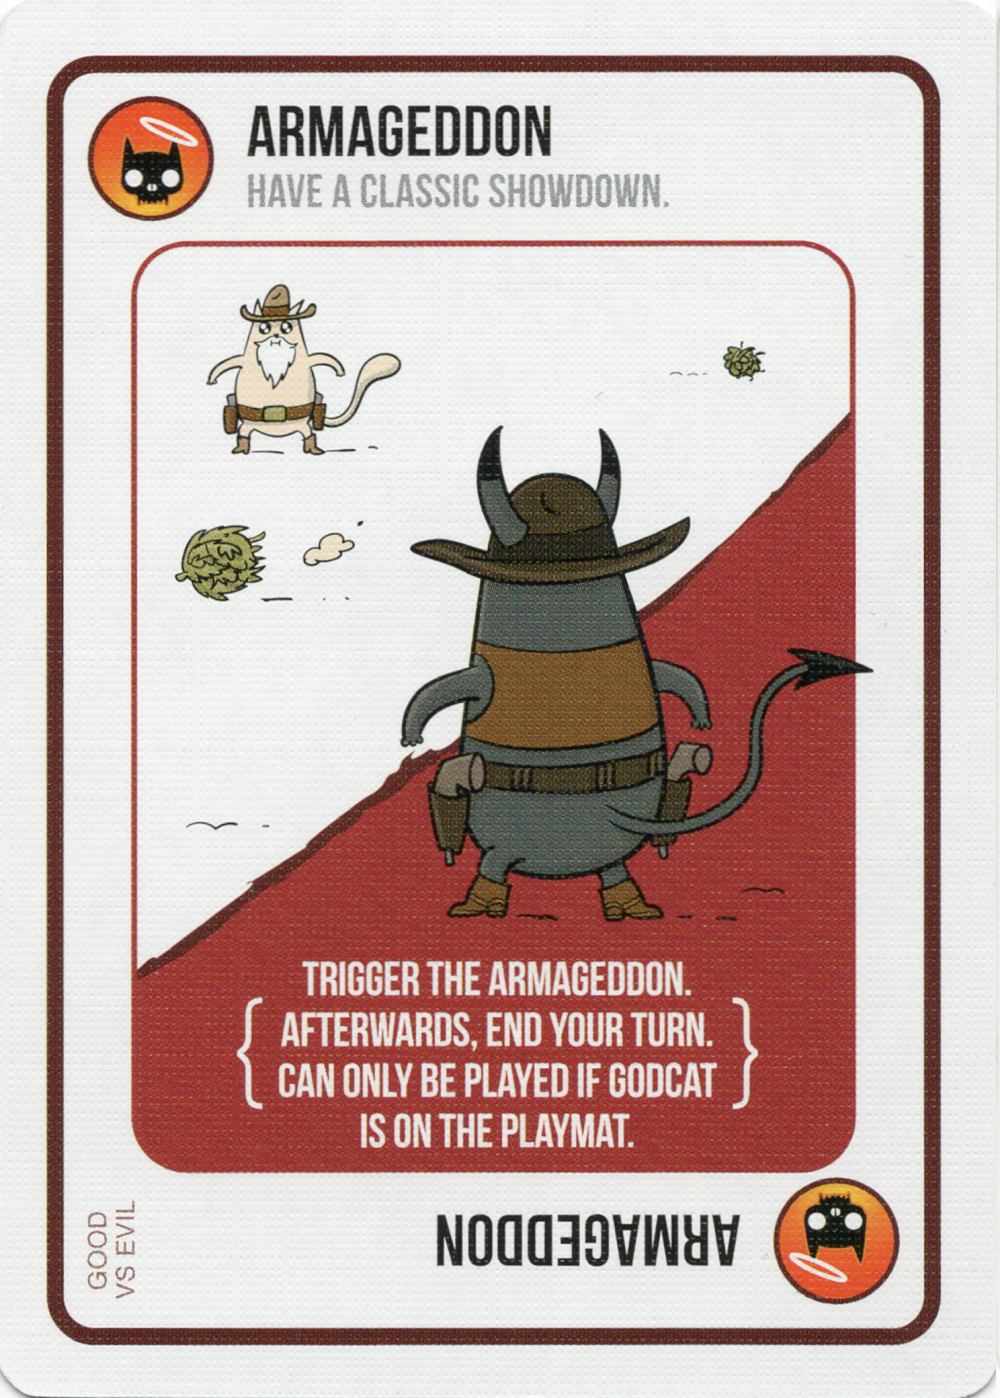 ARMAGEDDON
HAVE A CLASSIC SHOWDOWN.
TRIGGER THE ARMAGEDDON.
AFTERWARDS, END YOUR TURN.
CAN ONLY BE PLAYED IF GODCAT
IS ON THE PLAYMAT.
GOOD
VS EVIL
ARMAGEDDON